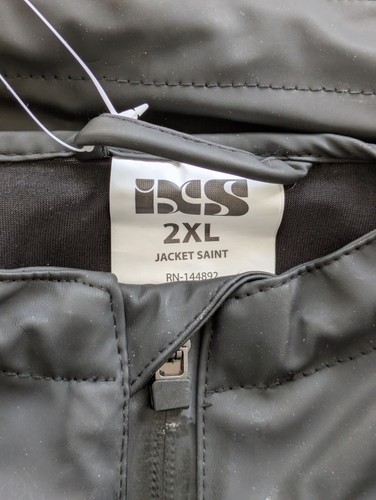 iXS
2XL
JACKET SAINT
RN-144892